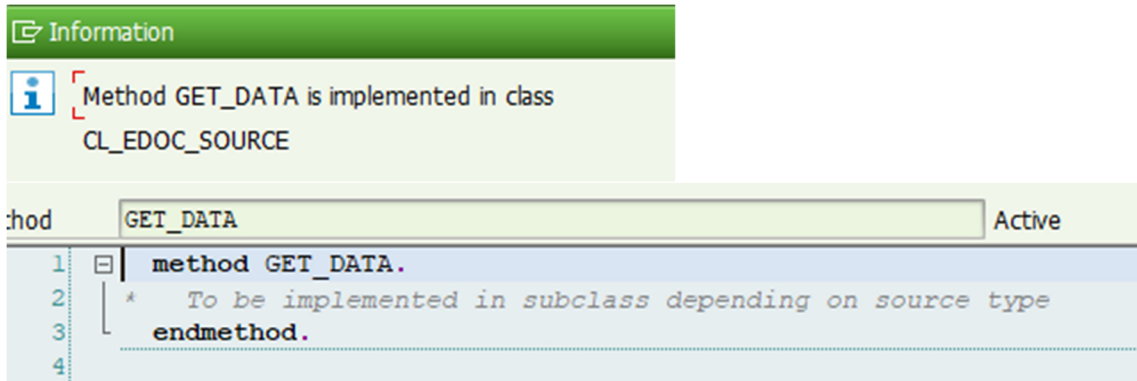 Information
Method GET_DATA is implemented in class
CL_EDOC_SOURCE
thod GET_DATA Active
1 method GET_DATA.
2 * To be implemented in subclass depending on source type
3 endmethod.
4